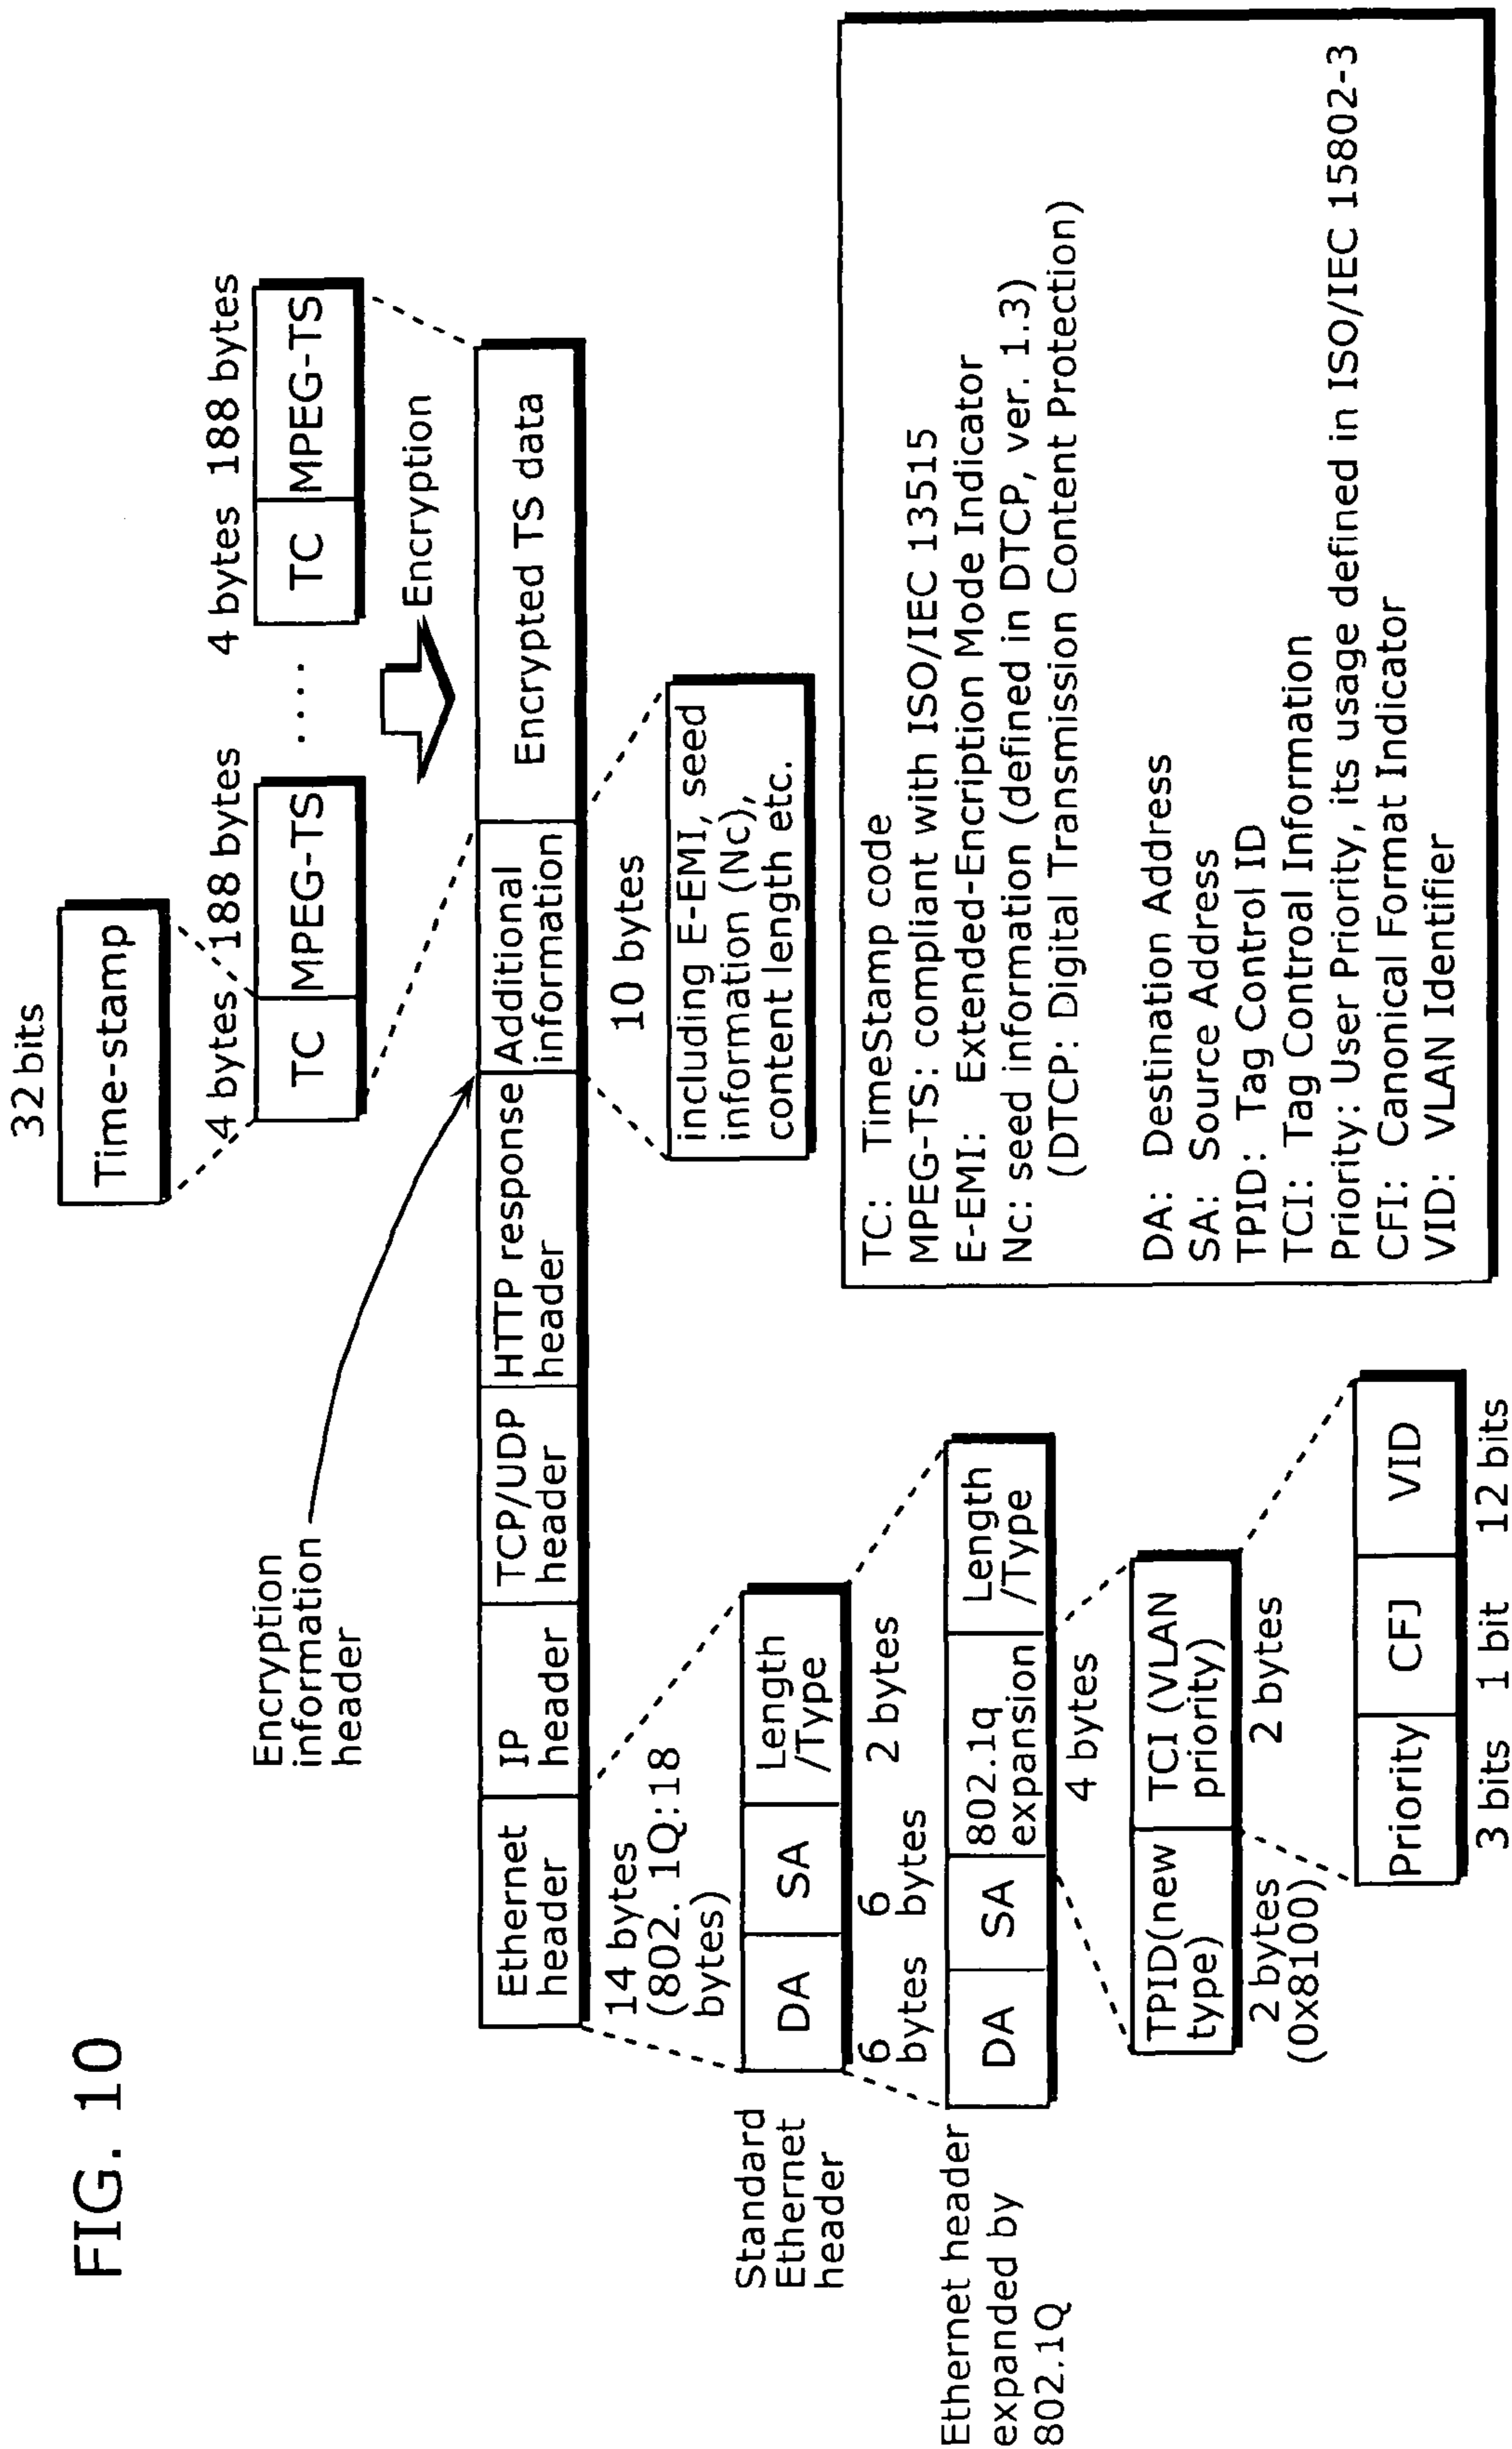 FIG. 10
32 bits
Time-stamp
4 bytes 188 bytes
TC MPEG-TS
....
4 bytes 188 bytes
TC MPEG-TS
Encryption
Encryption
information
header
Ethernet
header
IP
header
TCP/UDP
header
HTTP response
header
Additional
information
Encrypted TS data
14 bytes
(802.1Q:18
bytes)
10 bytes
including E-EMI, seed
information (Nc),
content length etc.
Standard
Ethernet
header
DA
SA
Length
/Type
6
bytes
6
bytes
2 bytes
Ethernet header
expanded by
802.1Q
DA
SA
802.1q
expansion
Length
/Type
4 bytes
TPID(new
type)
TCI (VLAN
priority)
2 bytes
(0x8100)
2 bytes
Priority
CFJ
VID
3 bits
1 bit
12 bits
TC: TimeStamp code
MPEG-TS: compliant with ISO/IEC 13515
E-EMI: Extended-Encription Mode Indicator
Nc: seed information (defined in DTCP, ver. 1.3)
(DTCP: Digital Transmission Content Protection)
DA: Destination Address
SA: Source Address
TPID: Tag Control ID
TCI: Tag Controal Information
Priority: User Priority, its usage defined in ISO/IEC 15802-3
CFI: Canonical Format Indicator
VID: VLAN Identifier